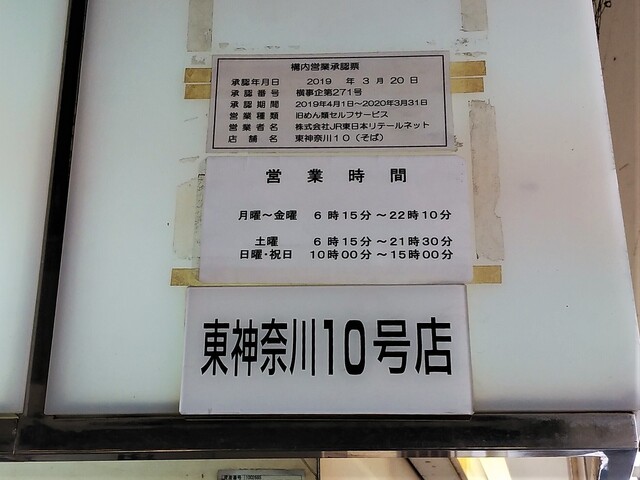 構内営業承認票
承認年月日 2019 年 3 月 20 日
承認番号 横事企第271号
承認期間 2019年4月1日～2020年3月31日
営業種類 旧めん類セルフサービス
営業者名 株式会社JR東日本リテールネット
店舗名 東神奈川10（そば）
営業時間
月曜～金曜 6時15分～22時10分
土曜 6時15分～21時30分
日曜・祝日 10時00分～15時00分
東神奈川10号店